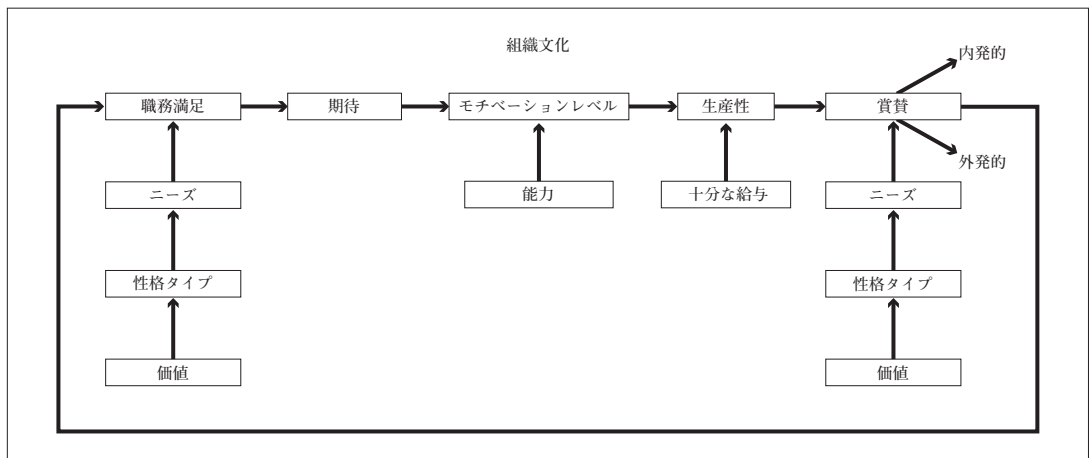 組織文化
内発的
職務満足
期待
モチベーションレベル
生産性
賞賛
外発的
ニーズ
能力
十分な給与
ニーズ
性格タイプ
性格タイプ
価値
価値